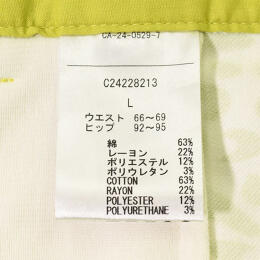 CA-24-0529-7
C24228213
L
ウエスト 66～69
ヒップ 92～95
綿 63%
レーヨン 22%
ポリエステル 12%
ポリウレタン 3%
COTTON 63%
RAYON 22%
POLYESTER 12%
POLYURETHANE 3%